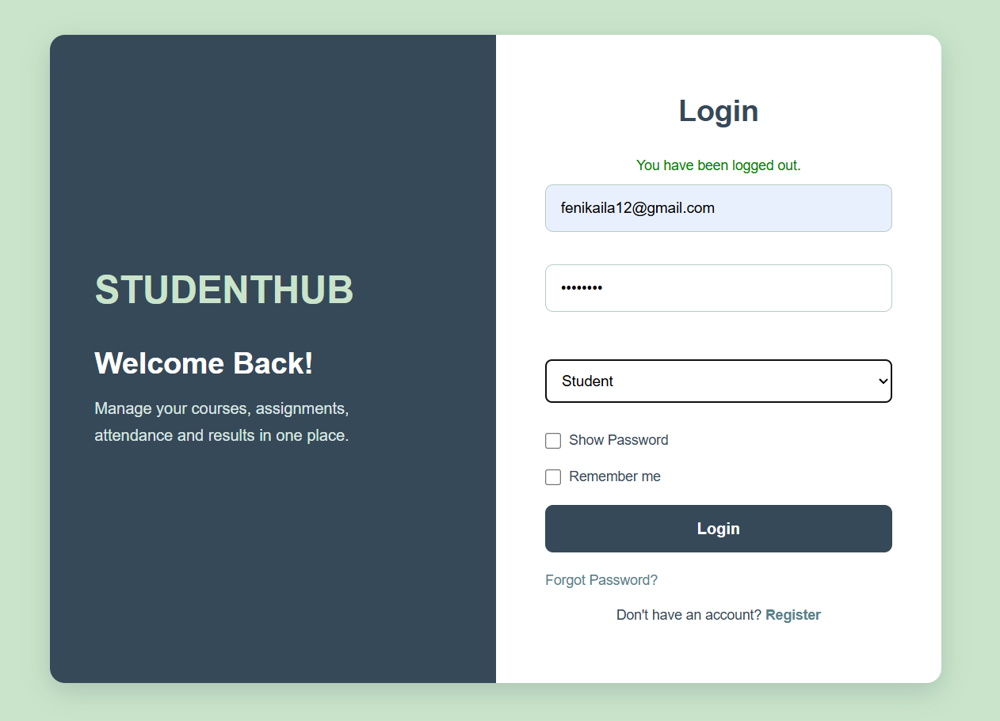 STUDENTHUB
Welcome Back!
Manage your courses, assignments,
attendance and results in one place.
Login
You have been logged out.
fenikaila12@gmail.com
••••••••
Student
Show Password
Remember me
Login
Forgot Password?
Don't have an account? Register